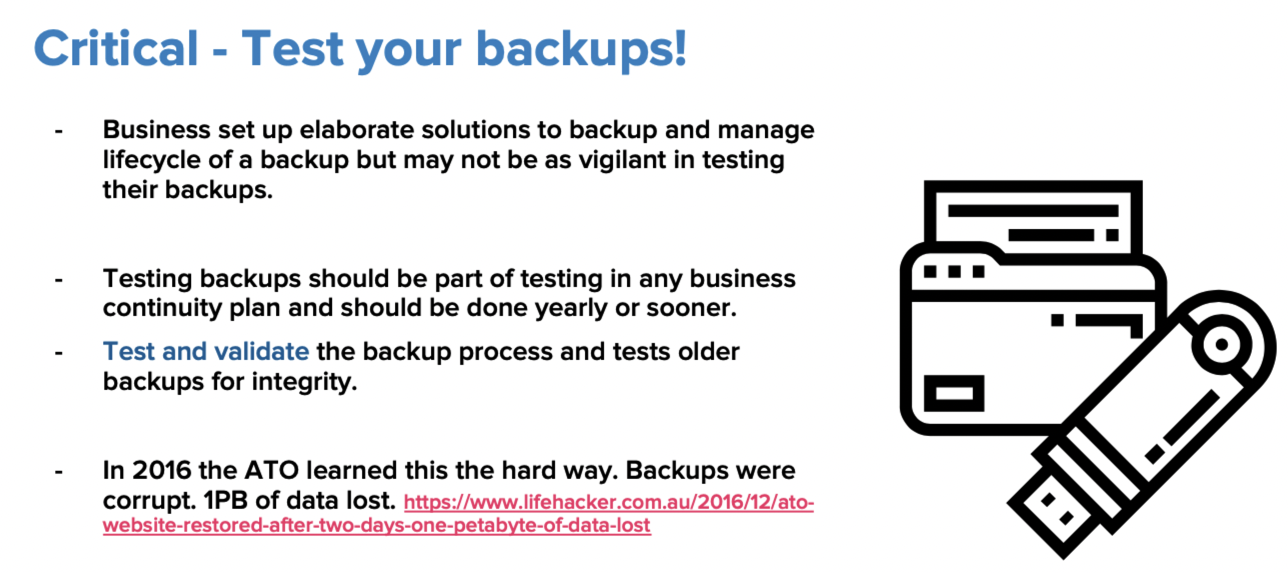 Critical - Test your backups!
- Business set up elaborate solutions to backup and manage
lifecycle of a backup but may not be as vigilant in testing
their backups.
- Testing backups should be part of testing in any business
continuity plan and should be done yearly or sooner.
- Test and validate the backup process and tests older
backups for integrity.
- In 2016 the ATO learned this the hard way. Backups were
corrupt. 1PB of data lost. https://www.lifehacker.com.au/2016/12/ato-
website-restored-after-two-days-one-petabyte-of-data-lost